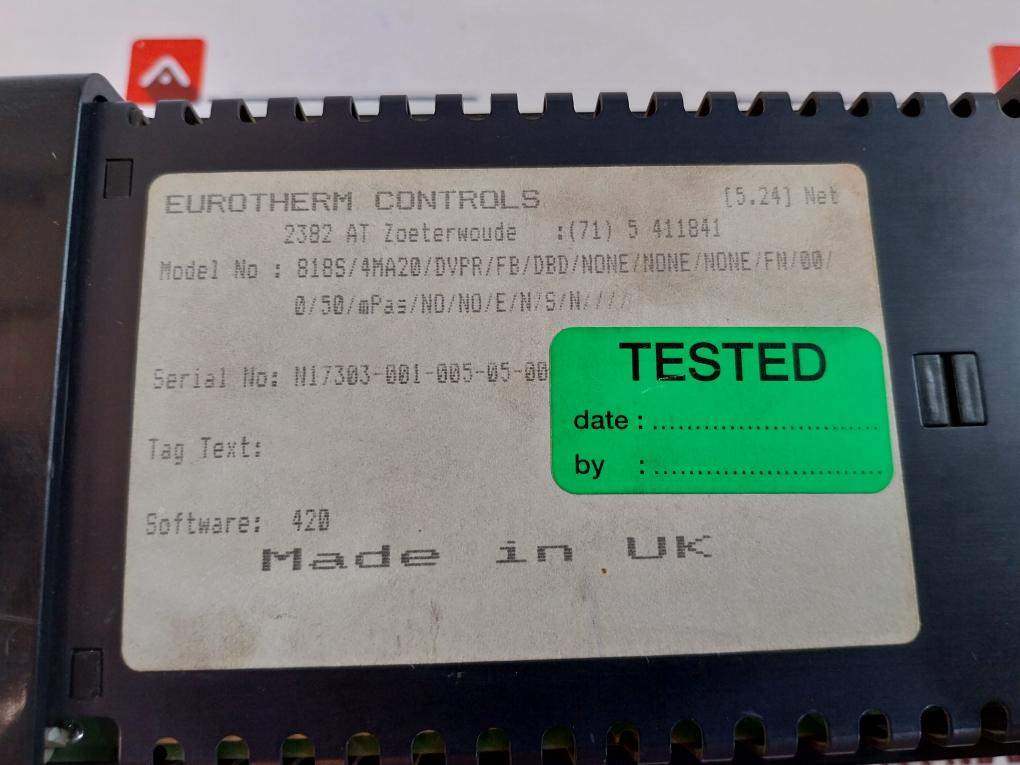 EUROTHERM CONTROLS [5.24] Net
2382 AT Zoeterwoude :(71) 5 411841
Model No : 818S/4MA20/DVPR/FB/DBD/NONE/NONE/NONE/FN/00/
0/50/mPas/NO/NO/E/N/S/N////
Serial No: N17303-001-005-05-00
TESTED
date :
by :
Tag Text:
Software: 420
Made in UK